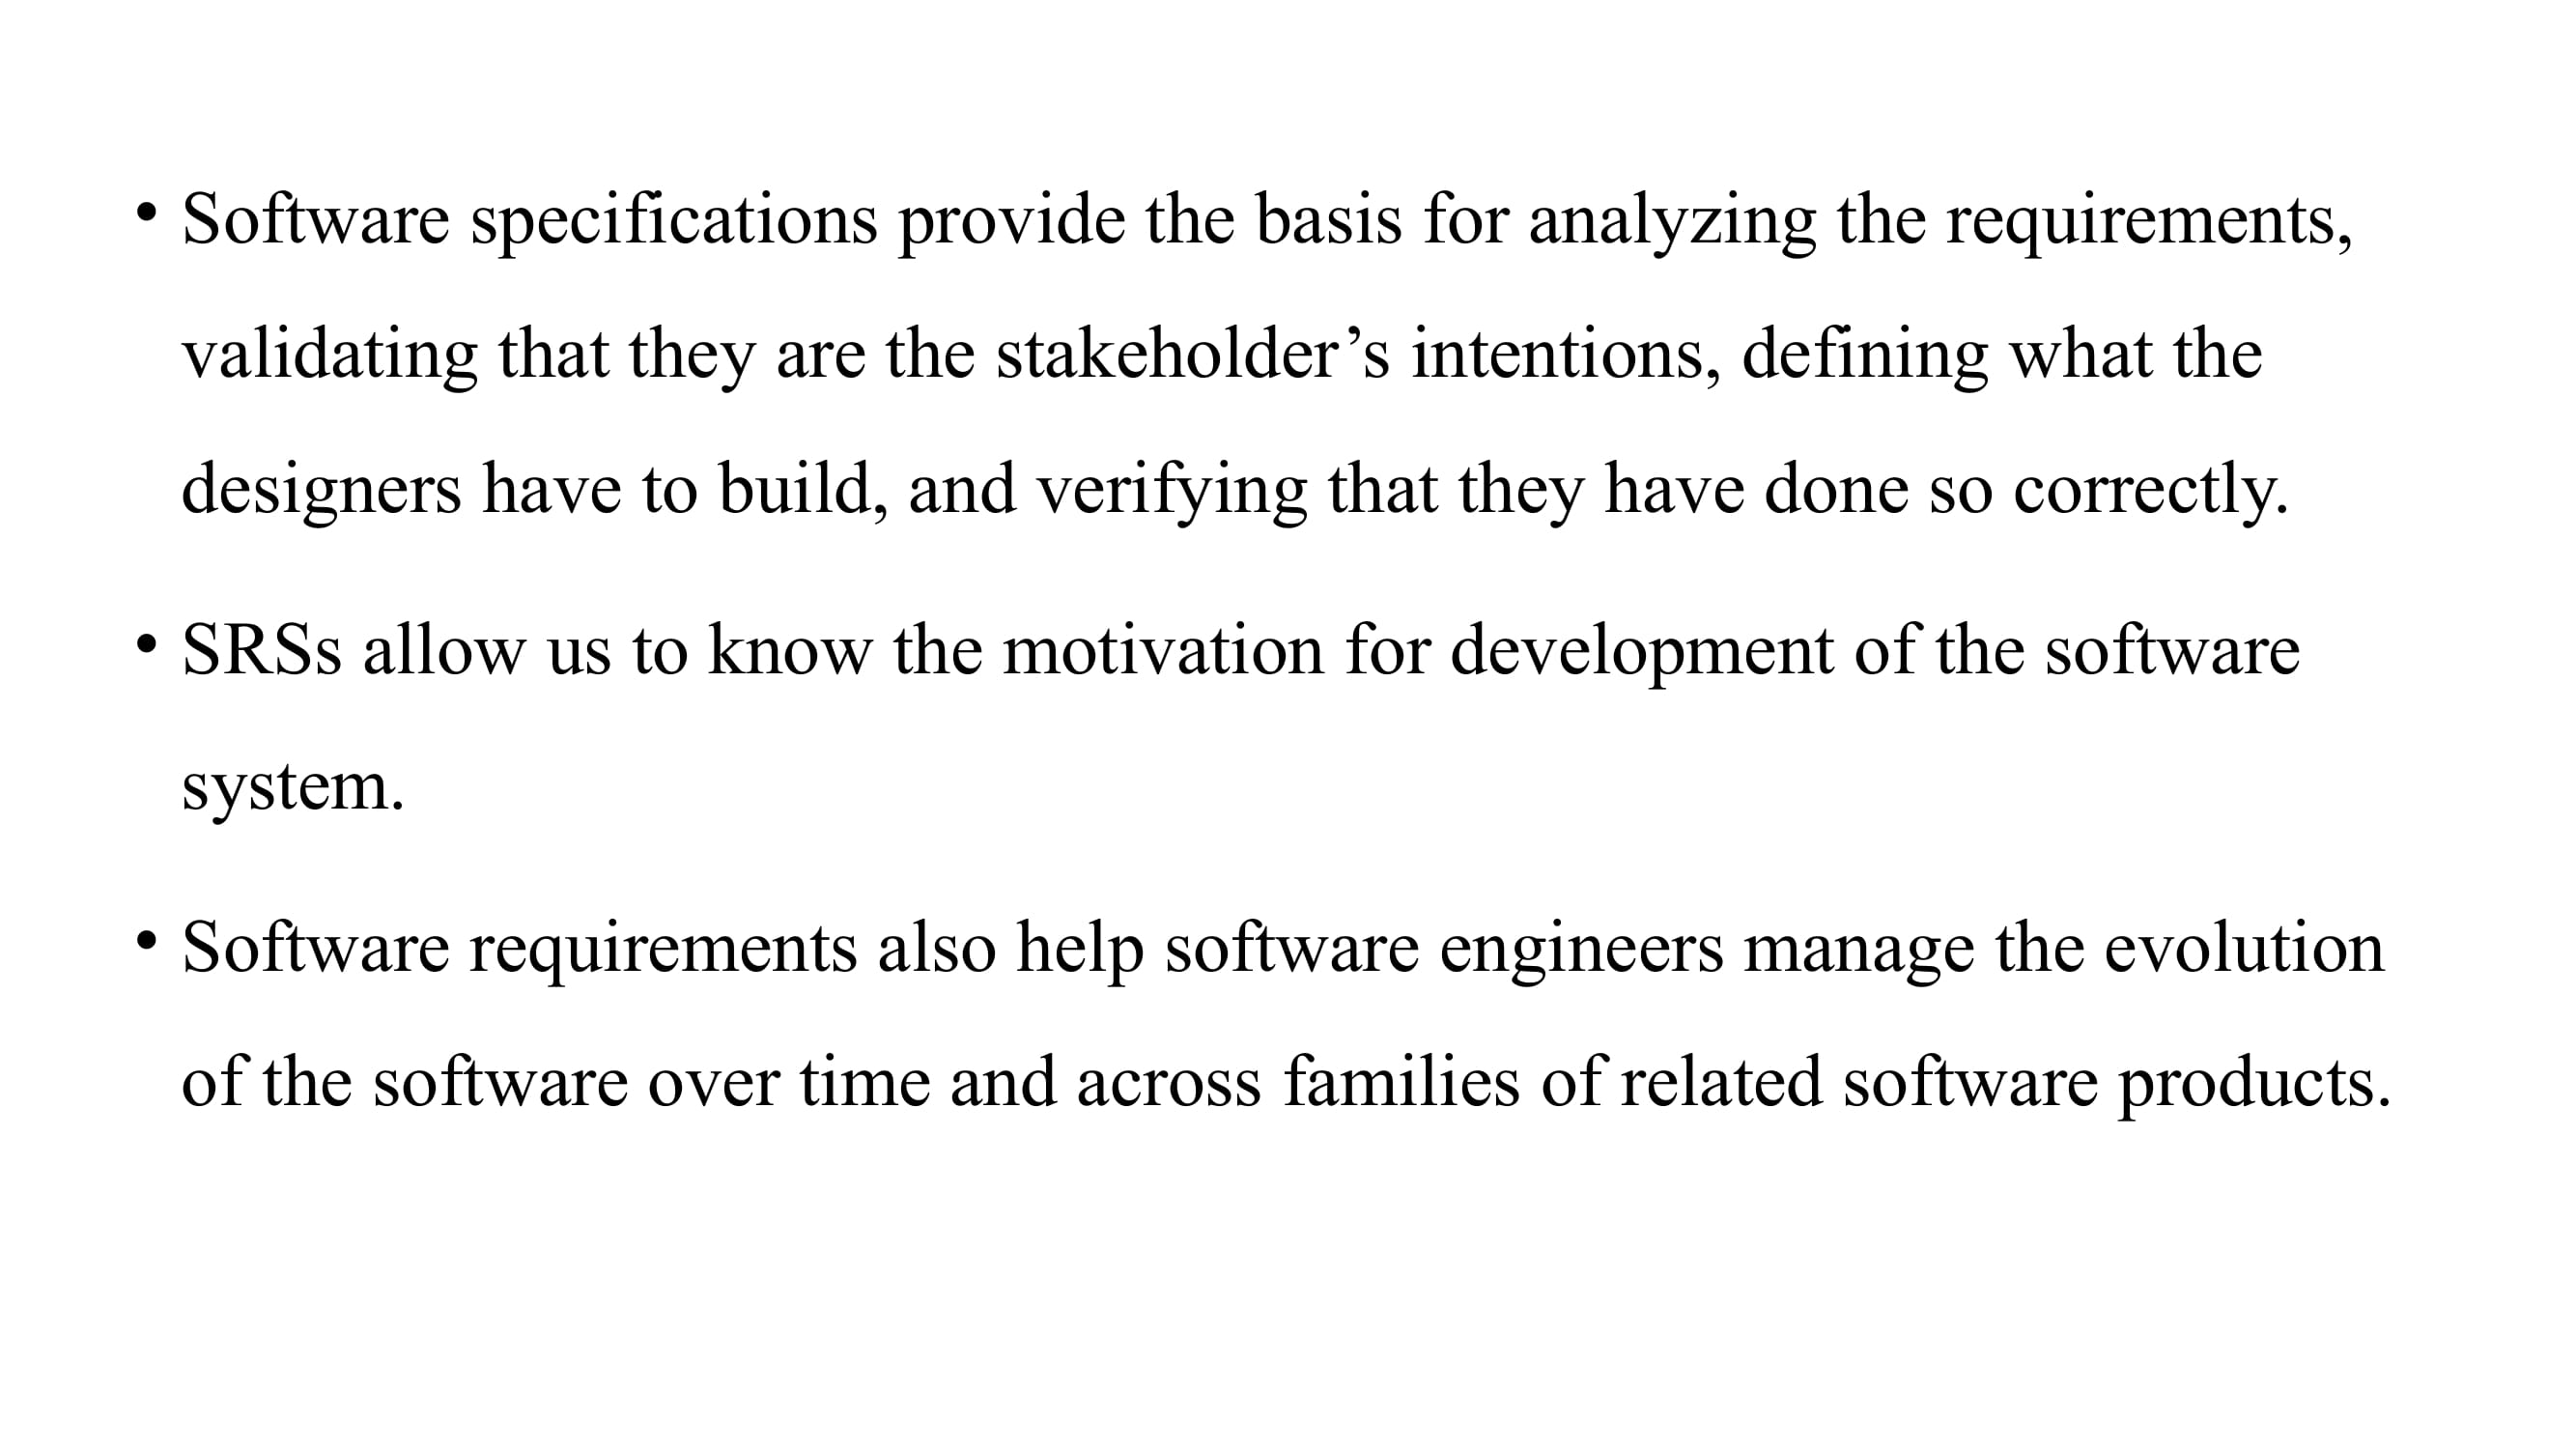 • Software specifications provide the basis for analyzing the requirements,
validating that they are the stakeholder’s intentions, defining what the
designers have to build, and verifying that they have done so correctly.
• SRSs allow us to know the motivation for development of the software
system.
• Software requirements also help software engineers manage the evolution
of the software over time and across families of related software products.